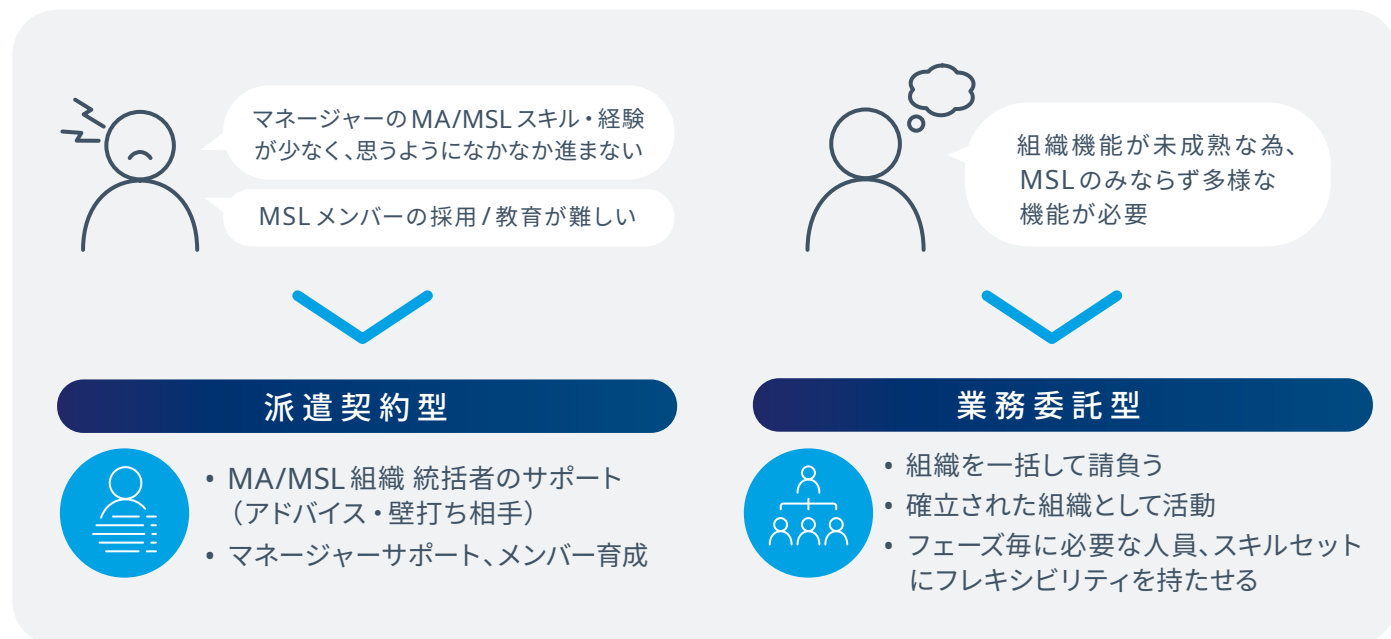 マネージャーのMA/MSLスキル・経験
が少なく、思うようになかなか進まない
MSLメンバーの採用/教育が難しい
派遣契約型
• MA/MSL組織 統括者のサポート
（アドバイス・壁打ち相手）
• マネージャーサポート、メンバー育成
組織機能が未成熟な為、
MSLのみならず多様な
機能が必要
業務委託型
• 組織を一括して請負う
• 確立された組織として活動
• フェーズ毎に必要な人員、スキルセット
にフレキシビリティを持たせる